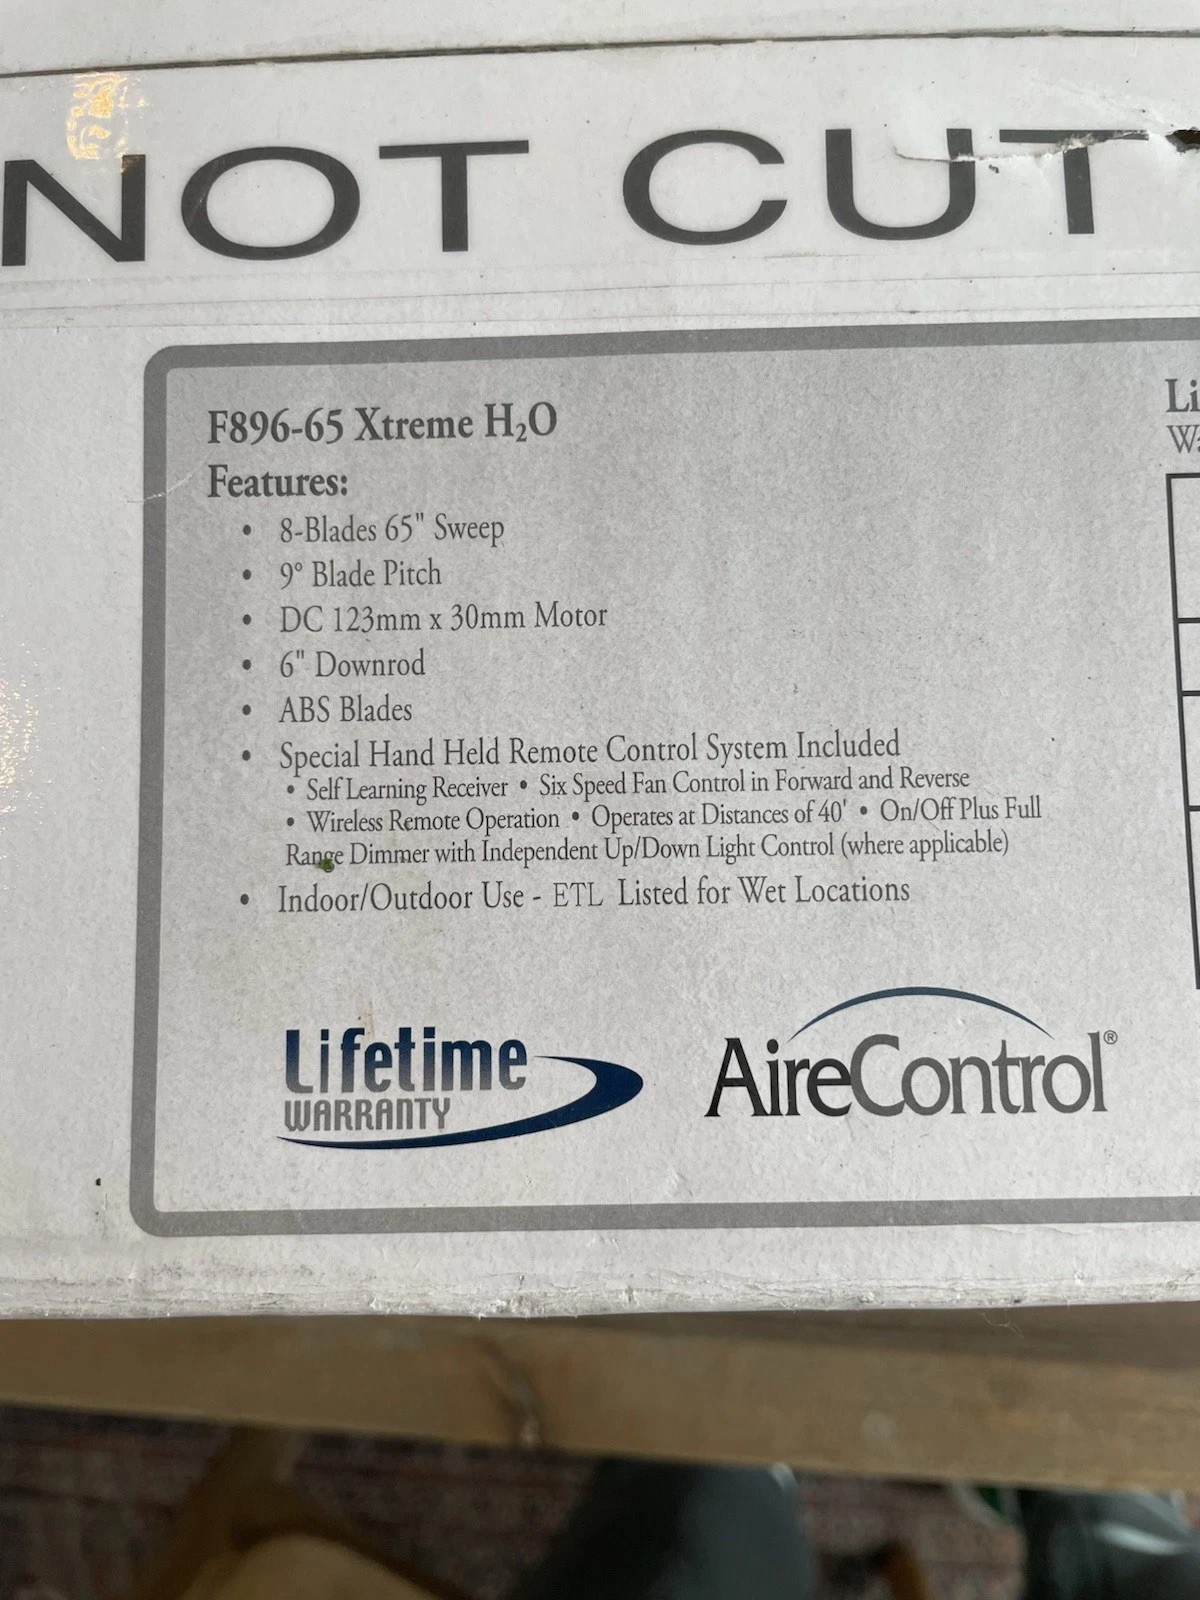 NOT CUT
F896-65 Xtreme H₂O
Features:
• 8-Blades 65" Sweep
• 9° Blade Pitch
• DC 123mm x 30mm Motor
• 6" Downrod
• ABS Blades
• Special Hand Held Remote Control System Included
• Self Learning Receiver • Six Speed Fan Control in Forward and Reverse
• Wireless Remote Operation • Operates at Distances of 40' • On/Off Plus Full
Range Dimmer with Independent Up/Down Light Control (where applicable)
• Indoor/Outdoor Use - ETL Listed for Wet Locations
Lifetime
WARRANTY
AireControl®